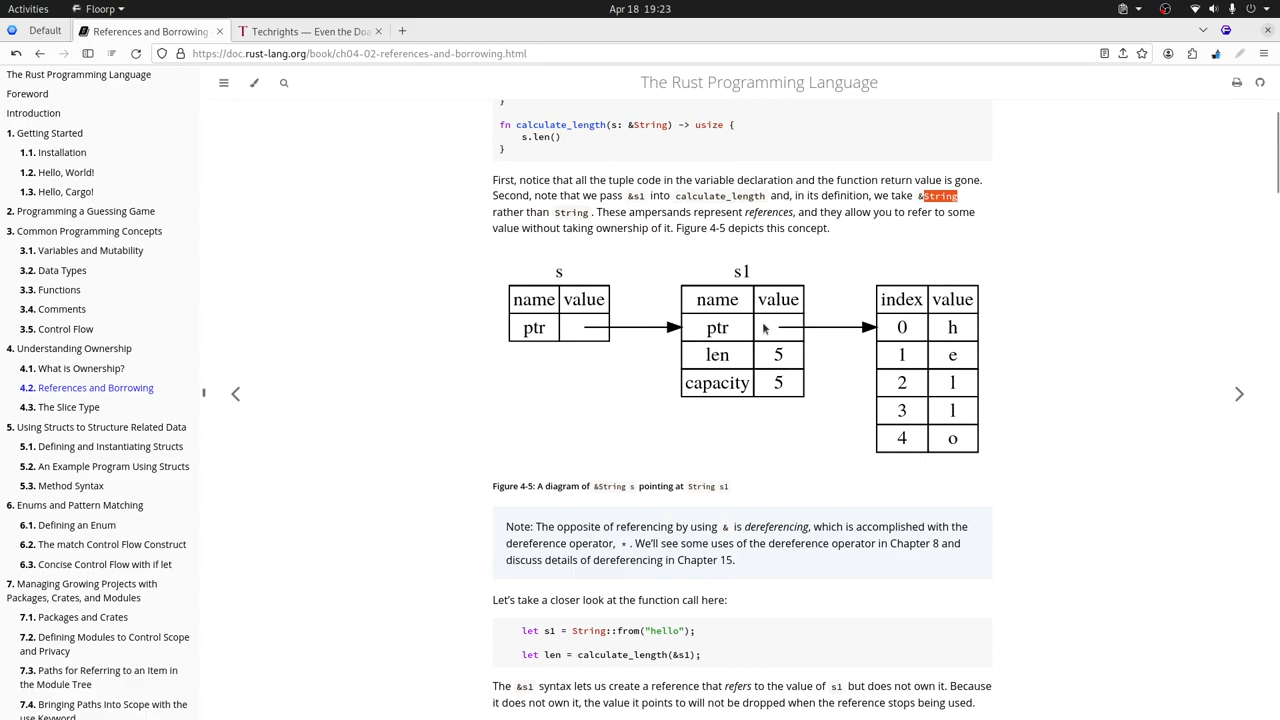 Activities
Floorp
Apr 18 19:23
Default
References and Borrowing -
Techrights — Even the Doa
https://doc.rust-lang.org/book/ch04-02-references-and-borrowing.html
The Rust Programming Language
Foreword
Introduction
1. Getting Started
1.1. Installation
1.2. Hello, World!
1.3. Hello, Cargo!
2. Programming a Guessing Game
3. Common Programming Concepts
3.1. Variables and Mutability
3.2. Data Types
3.3. Functions
3.4. Comments
3.5. Control Flow
4. Understanding Ownership
4.1. What is Ownership?
4.2. References and Borrowing
4.3. The Slice Type
5. Using Structs to Structure Related Data
5.1. Defining and Instantiating Structs
5.2. An Example Program Using Structs
5.3. Method Syntax
6. Enums and Pattern Matching
6.1. Defining an Enum
6.2. The match Control Flow Construct
6.3. Concise Control Flow with if let
7. Managing Growing Projects with
Packages, Crates, and Modules
7.1. Packages and Crates
7.2. Defining Modules to Control Scope
and Privacy
7.3. Paths for Referring to an Item in
the Module Tree
7.4. Bringing Paths Into Scope with the
use Keyword
The Rust Programming Language
}
fn calculate_length(s: &String) -> usize {
s.len()
}
First, notice that all the tuple code in the variable declaration and the function return value is gone.
Second, note that we pass &s1 into calculate_length and, in its definition, we take &String
rather than String. These ampersands represent references, and they allow you to refer to some
value without taking ownership of it. Figure 4-5 depicts this concept.
s
name value
ptr
s1
name value
ptr
len 5
capacity 5
index value
0 h
1 e
2 l
3 l
4 o
Figure 4-5: A diagram of &String s pointing at String s1
Note: The opposite of referencing by using & is dereferencing, which is accomplished with the
dereference operator, *. We'll see some uses of the dereference operator in Chapter 8 and
discuss details of dereferencing in Chapter 15.
Let's take a closer look at the function call here:
let s1 = String::from("hello");
let len = calculate_length(&s1);
The &s1 syntax lets us create a reference that refers to the value of s1 but does not own it. Because
it does not own it, the value it points to will not be dropped when the reference stops being used.